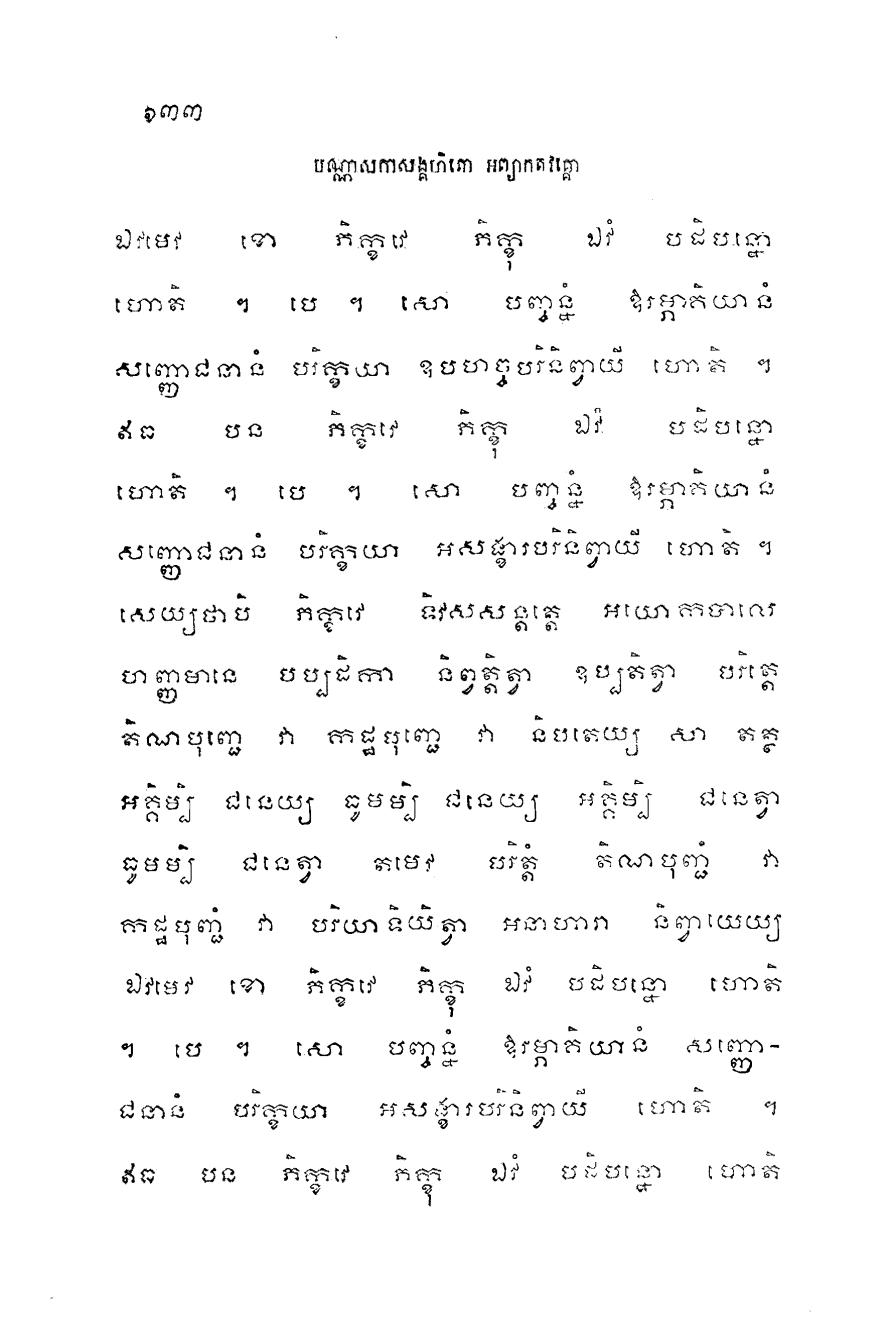 ៦៣៣
បណ្ណាសកាសង្គហិតោ អព្យាកតវគ្គោ
ឯវមេវ ខោ ភិក្ខវេ ភិក្ខុ ឯវំ បដិបន្នោ
ហោតិ ។ បេ ។ សោ បញ្ចន្នំ ឱរម្ភាគិយានំ
សញ្ញោជនានំ បរិក្ខយា ឧបហច្ចបរិនិព្វាយី ហោតិ ។
ឥធ បន ភិក្ខវេ ភិក្ខុ ឯវំ បដិបន្នោ
ហោតិ ។ បេ ។ សោ បញ្ចន្នំ ឱរម្ភាគិយានំ
សញ្ញោជនានំ បរិក្ខយា អសង្ខារបរិនិព្វាយី ហោតិ ។
សេយ្យថាបិ ភិក្ខវេ ទិវសសន្តត្តេ អយោកបាលេ
ហញ្ញមានេ បប្បដិកា និព្វត្តិត្វា ឧប្បតិត្វា បរិត្តេ
តិណបុញ្ជេ វា កដ្ឋបុញ្ជេ វា និបតេយ្យ សា តត្ថ
អគ្គិម្បិ ជនេយ្យ ធូមម្បិ ជនេយ្យ អគ្គិម្បិ ជនេត្វា
ធូមម្បិ ជនេត្វា តមេវ បរិត្តំ តិណបុញ្ជំ វា
កដ្ឋបុញ្ជំ វា បរិយាទិយិត្វា អនាហារា និព្វាយេយ្យ
ឯវមេវ ខោ ភិក្ខវេ ភិក្ខុ ឯវំ បដិបន្នោ ហោតិ
។ បេ ។ សោ បញ្ចន្នំ ឱរម្ភាគិយានំ សញ្ញោ-
ជនានំ បរិក្ខយា អសង្ខារបរិនិព្វាយី ហោតិ ។
ឥធ បន ភិក្ខវេ ភិក្ខុ ឯវំ បដិបន្នោ ហោតិ